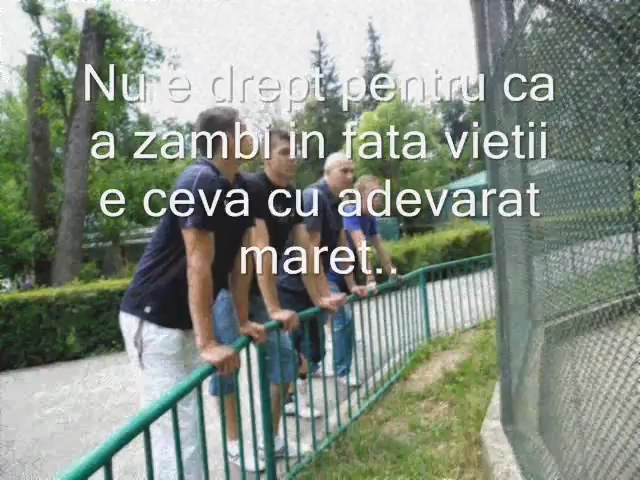 Nu e drept pentru ca
a zambi in fata vietii
e ceva cu adevarat
maret..